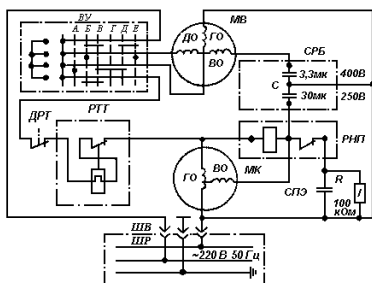 ВУ
А Б В Г Д Е
МВ
ДО
ГО
ВО
СРБ
3,3мк
400В
С
30мк
250В
ДРТ
РТТ
РНП
ГО
ВО
МК
СПЭ
R
100 кОм
ШВ
ШР
~220 В 50 Гц